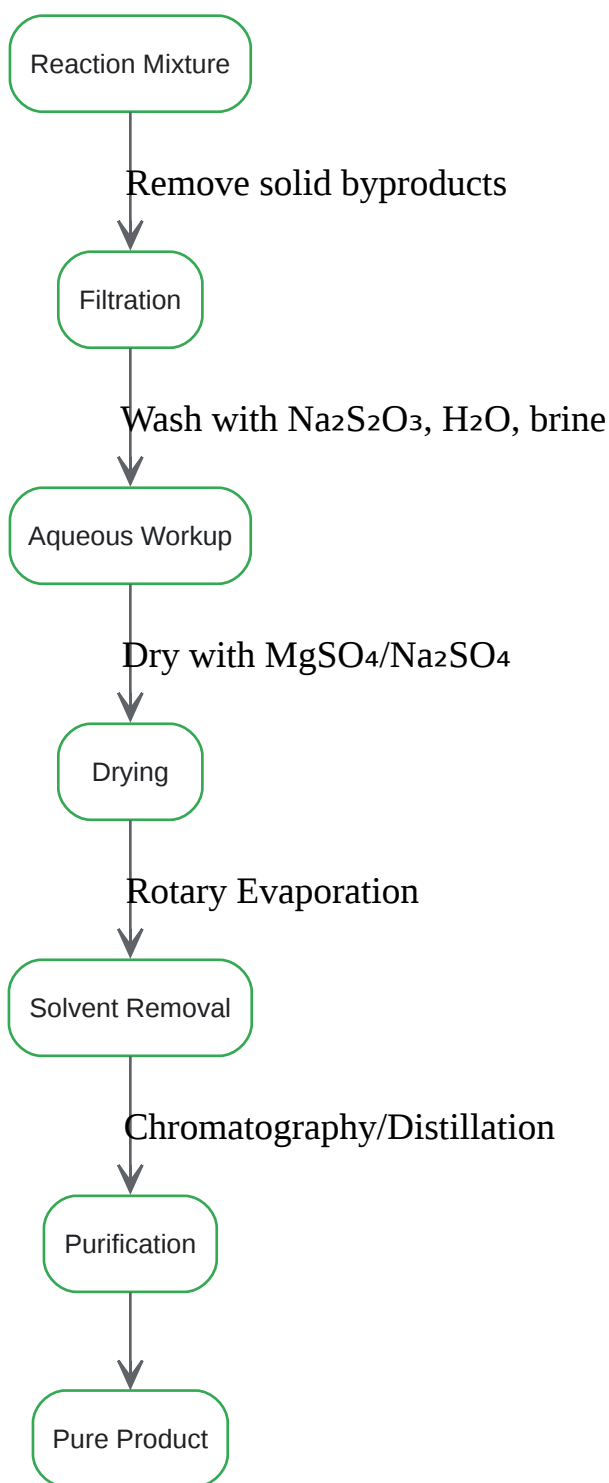 Reaction Mixture
Remove solid byproducts
Filtration
Wash with Na₂S₂O₃, H₂O, brine
Aqueous Workup
Dry with MgSO₄/Na₂SO₄
Drying
Rotary Evaporation
Solvent Removal
Chromatography/Distillation
Purification
Pure Product